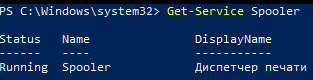 PS C:\Windows\system32> Get-Service Spooler
Status Name DisplayName
------ ---- -----------
Running Spooler Диспетчер печати